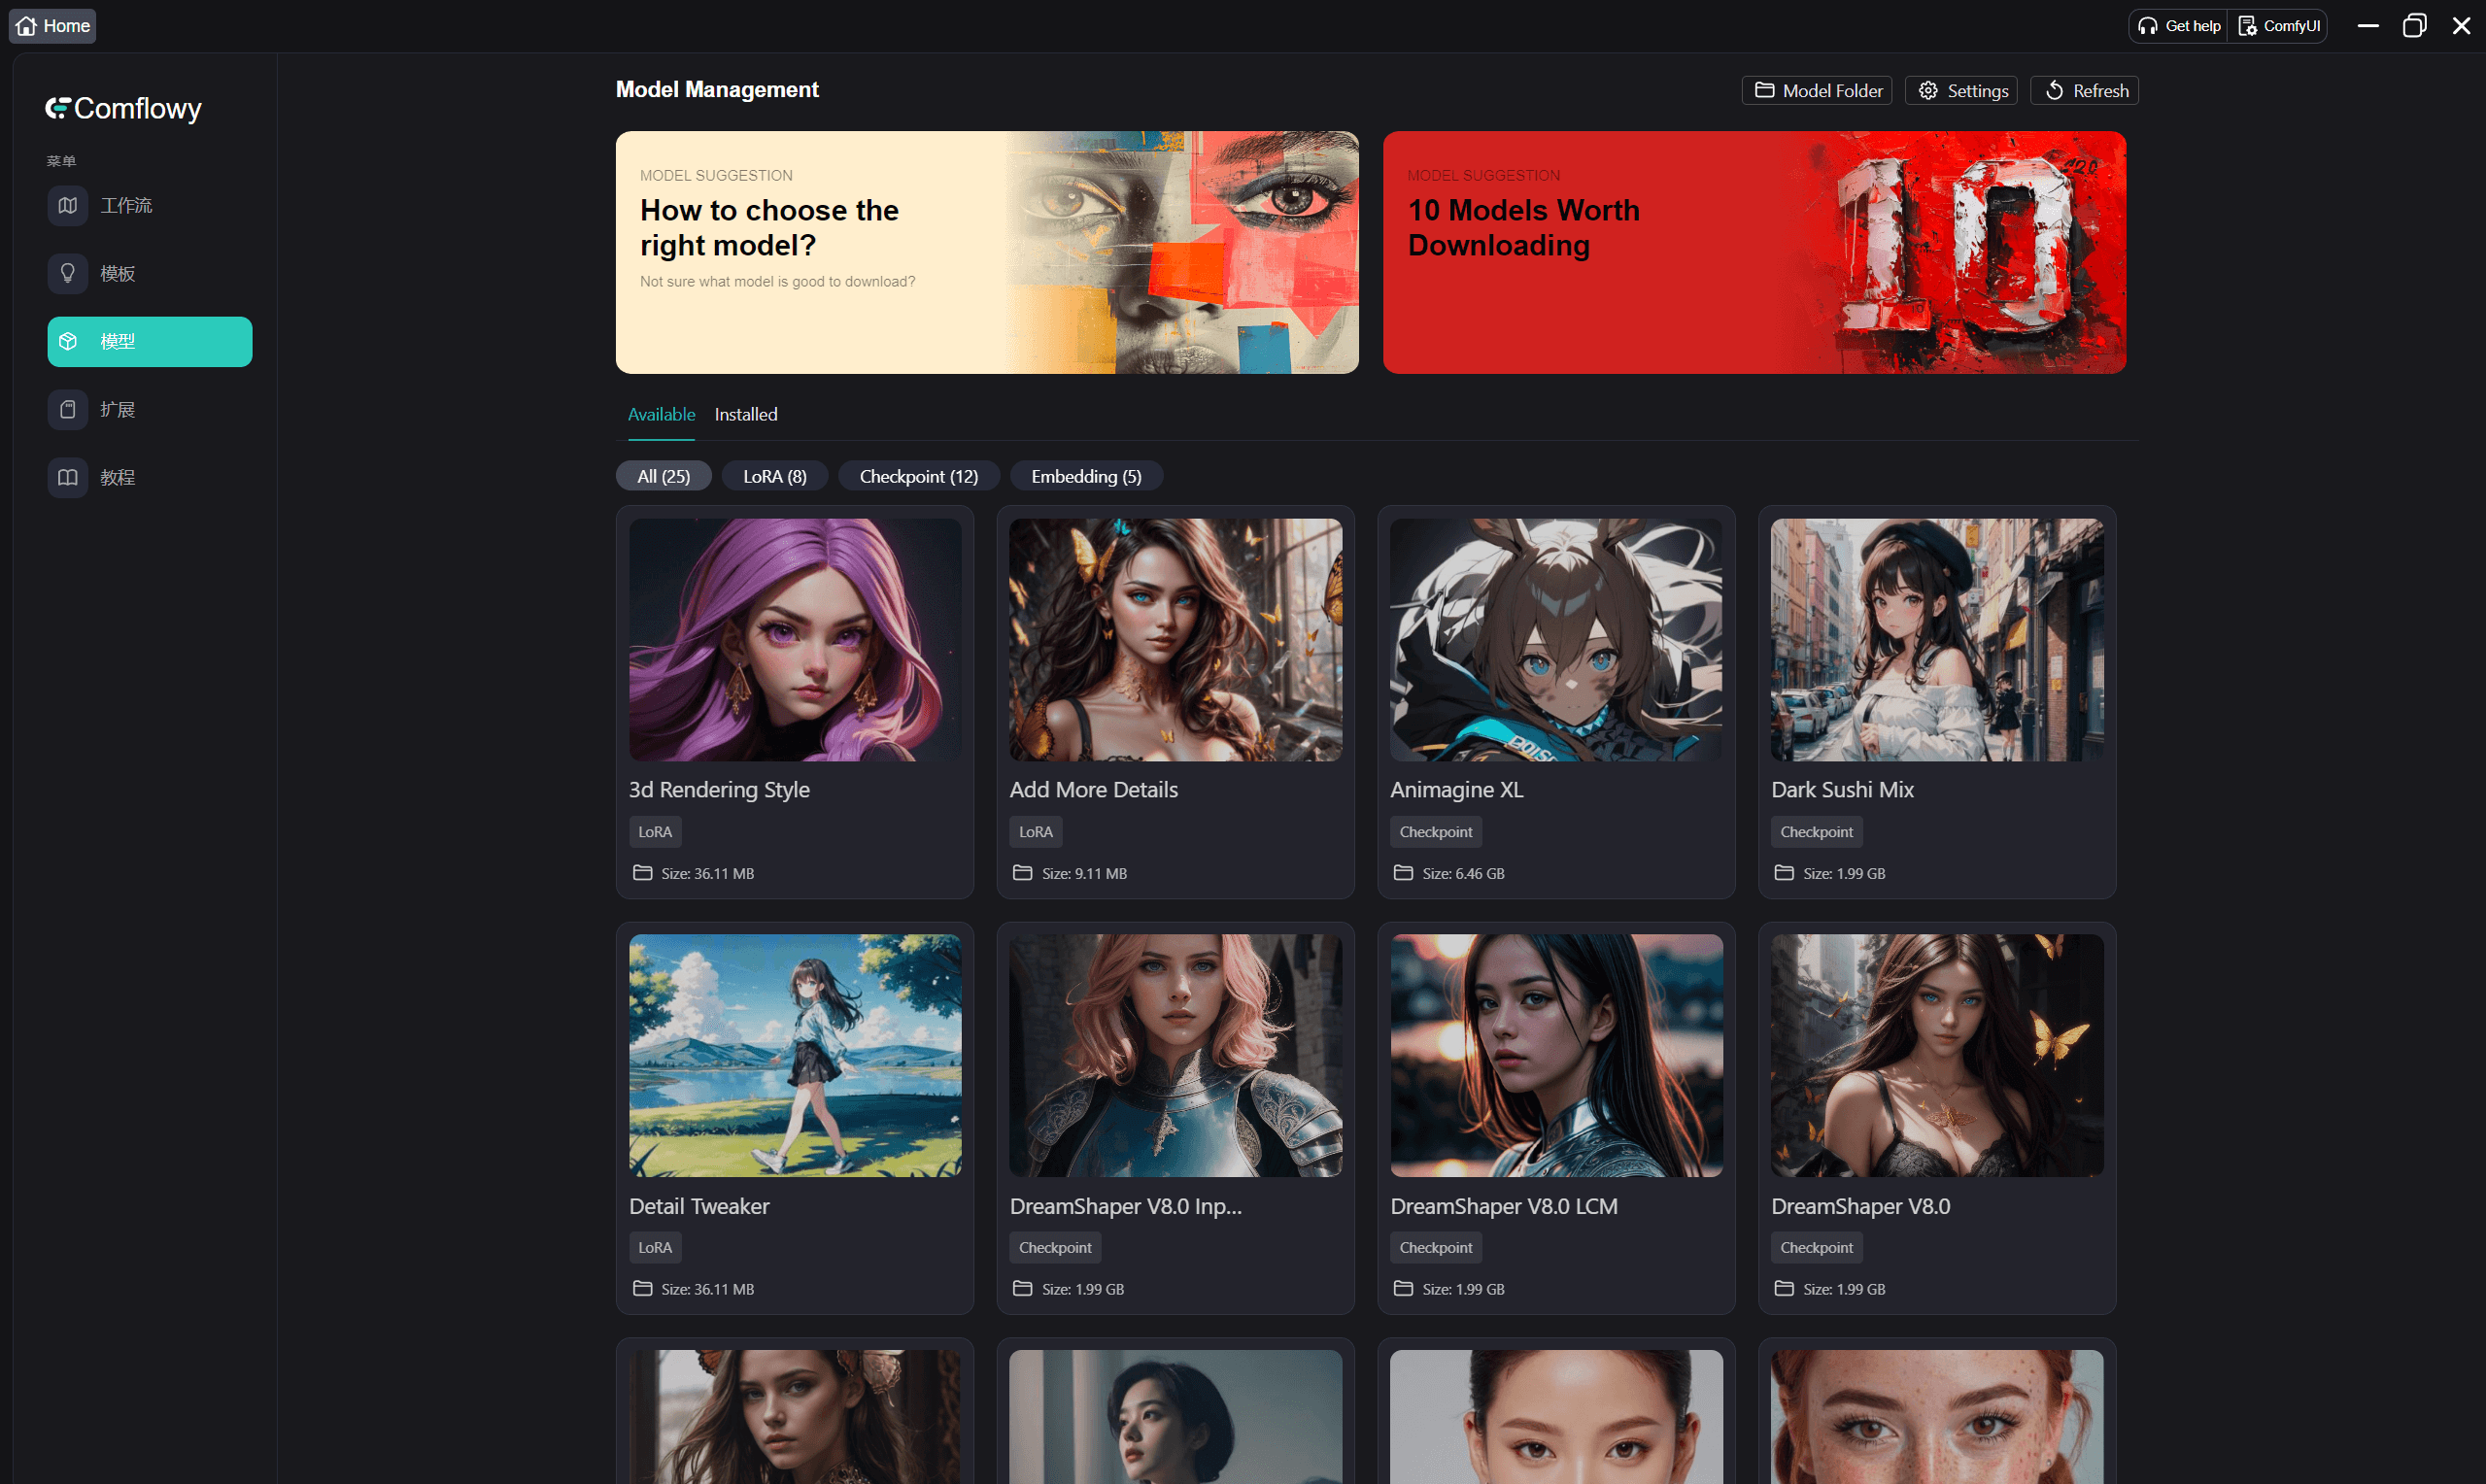 Home
Get help
ComfyUI
Comflowy
菜单
工作流
模板
模型
扩展
教程
Model Management
Model Folder
Settings
Refresh
MODEL SUGGESTION
How to choose the
right model?
Not sure what model is good to download?
MODEL SUGGESTION
10 Models Worth
Downloading
10
Available
Installed
All (25)
LoRA (8)
Checkpoint (12)
Embedding (5)
3d Rendering Style
LoRA
Size: 36.11 MB
Add More Details
LoRA
Size: 9.11 MB
Animagine XL
Checkpoint
Size: 6.46 GB
Dark Sushi Mix
Checkpoint
Size: 1.99 GB
Detail Tweaker
LoRA
Size: 36.11 MB
DreamShaper V8.0 Inp...
Checkpoint
Size: 1.99 GB
DreamShaper V8.0 LCM
Checkpoint
Size: 1.99 GB
DreamShaper V8.0
Checkpoint
Size: 1.99 GB